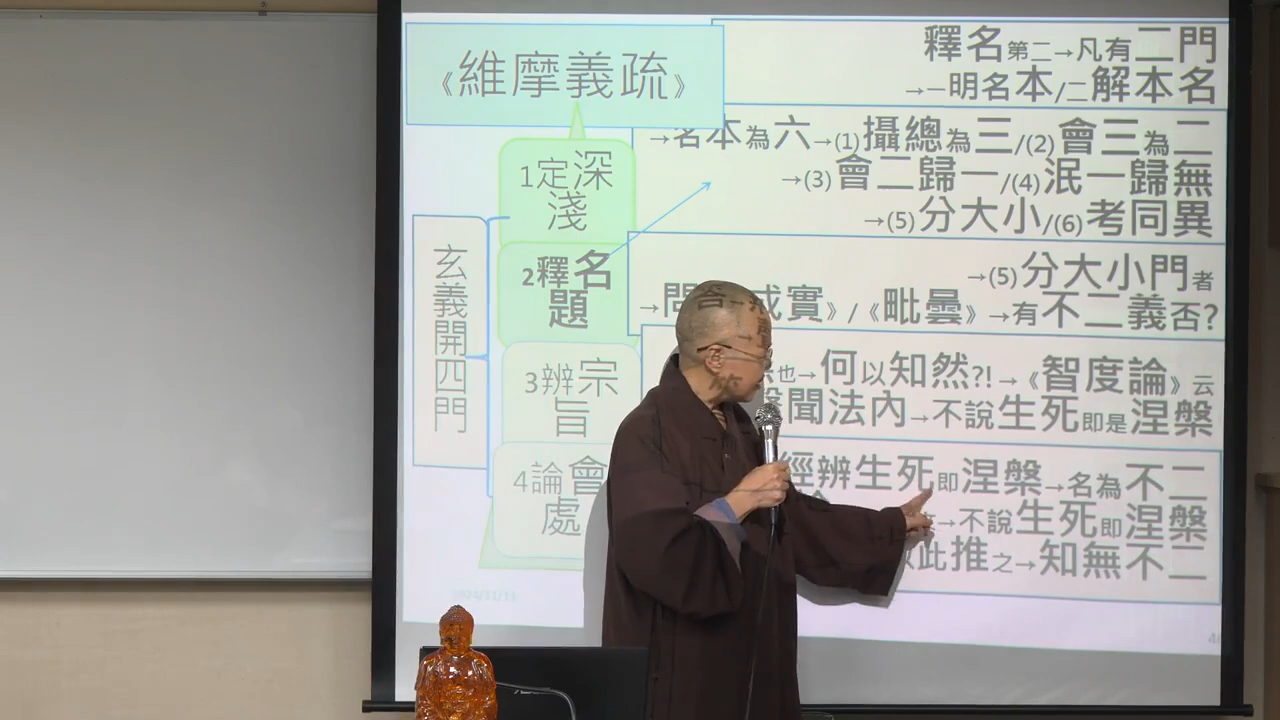 《維摩義疏》
1定深
淺
2釋名
題
3辨宗
旨
4論會
處
玄義開四門
釋名第二→凡有二門
→一明名本/二解本名
→名本為六→(1)攝總為三/(2)會三為二
→(3)會二歸一/(4)泯一歸無
→(5)分大小/(6)考同異
→(5)分大小門者
→問 成實》/《毗曇》→有不二義否?
也→何以知然?!→《智度論》云
聲聞法內→不說生死即是涅槃
經辨生死即涅槃→名為不二
→不說生死即涅槃
此推之→知無不二
2024/11/11